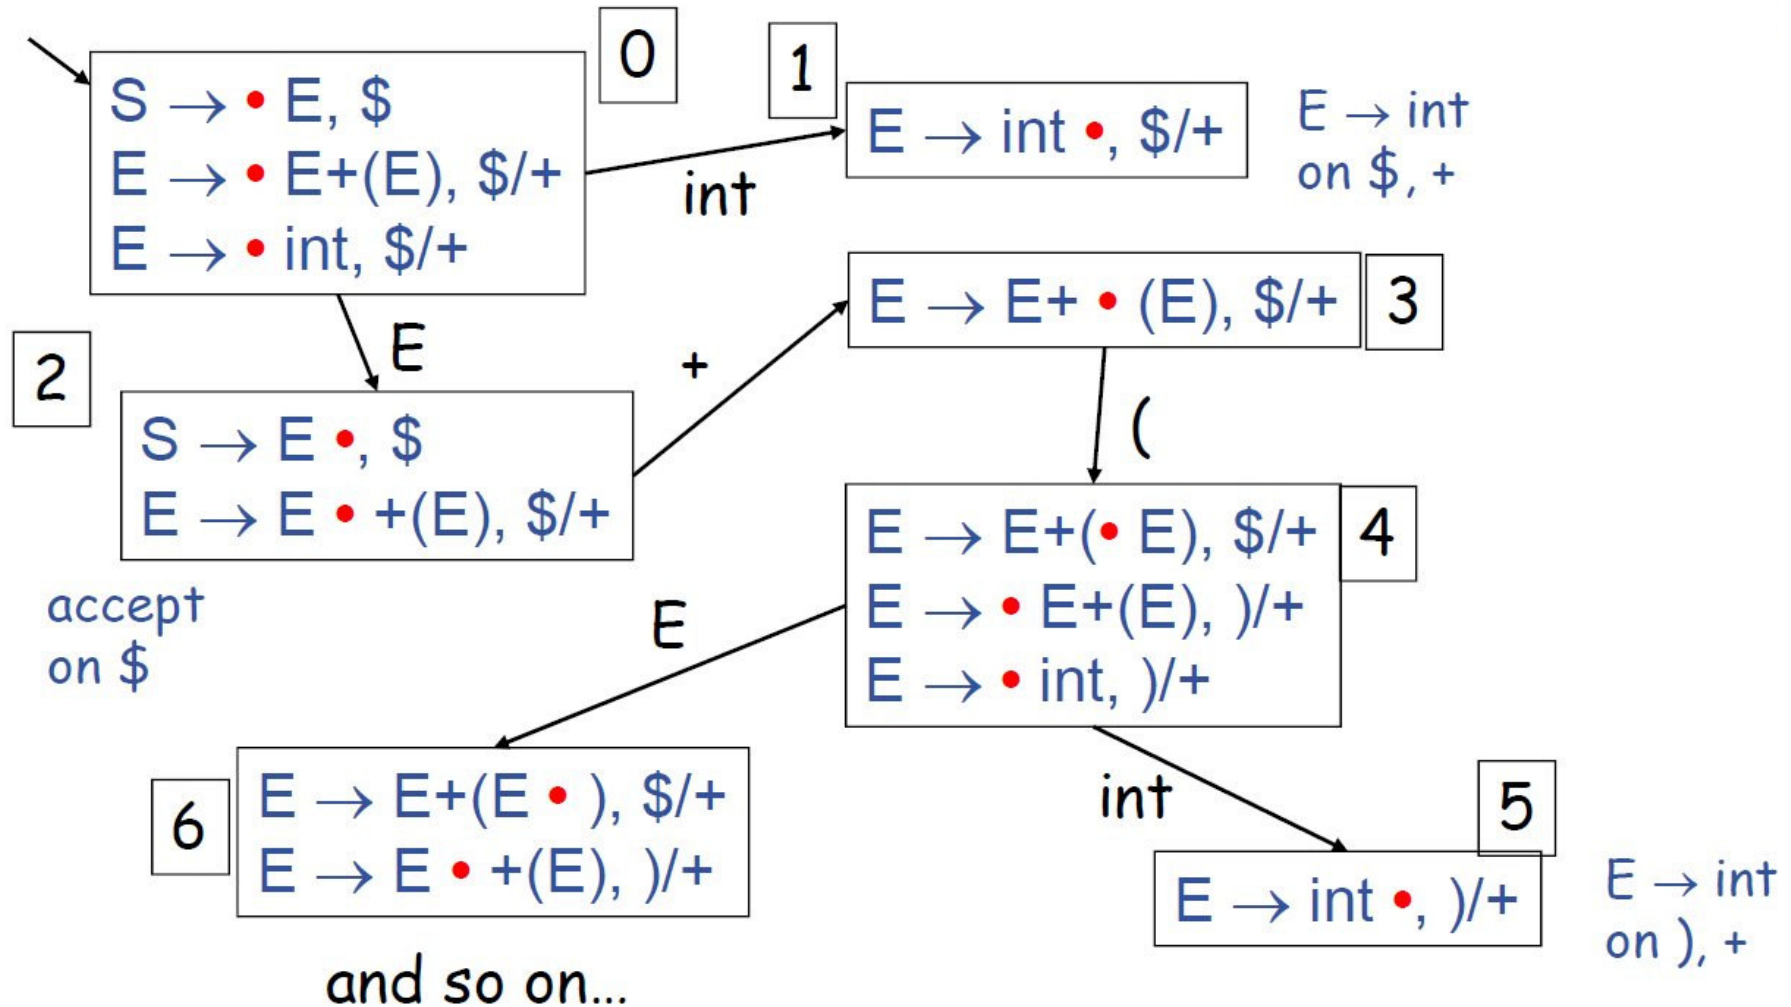 0
S → • E, $
E → • E+(E), $/+
E → • int, $/+
int
1
E → int •, $/+
E → int
on $, +
E
2
S → E •, $
E → E • +(E), $/+
accept
on $
+
E → E+ • (E), $/+
3
(
E → E+(• E), $/+
E → • E+(E), )/+
E → • int, )/+
4
E
6
E → E+(E • ), $/+
E → E • +(E), )/+
int
5
E → int •, )/+
E → int
on ), +
and so on...